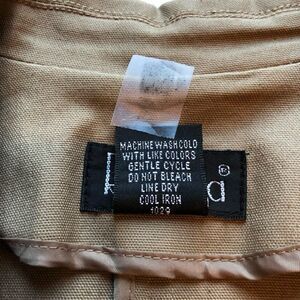 MACHINE WASH COLD
WITH LIKE COLORS
GENTLE CYCLE
DO NOT BLEACH
LINE DRY
COOL IRON
1029
®